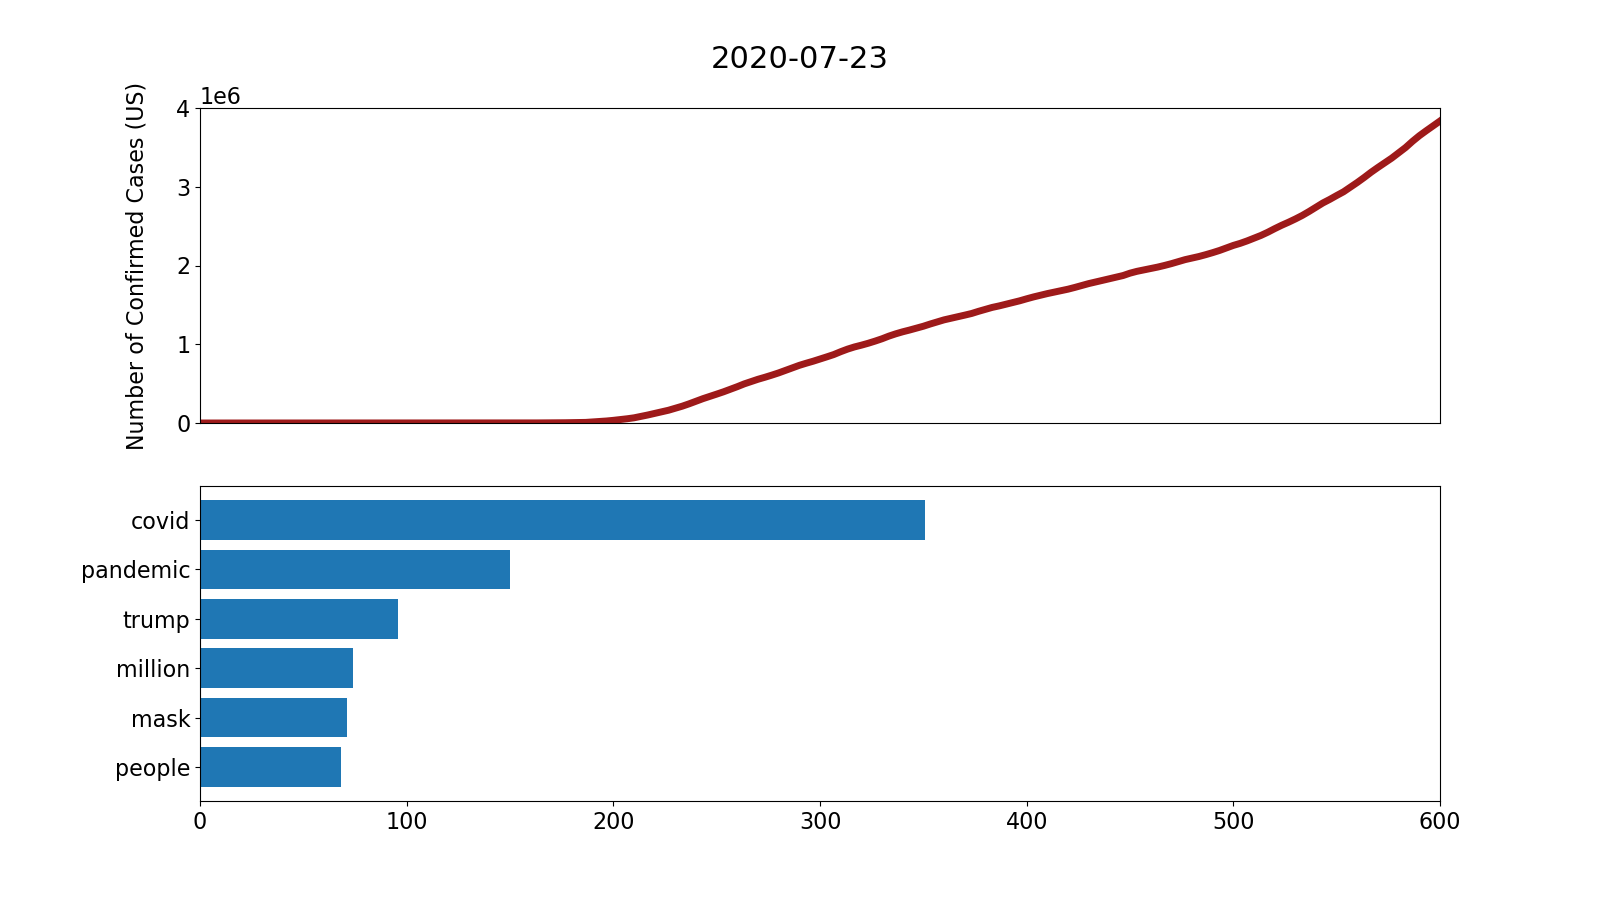 2020-07-23
1e6
Number of Confirmed Cases (US)
4
3
2
1
0
covid
pandemic
trump
million
mask
people
0 100 200 300 400 500 600